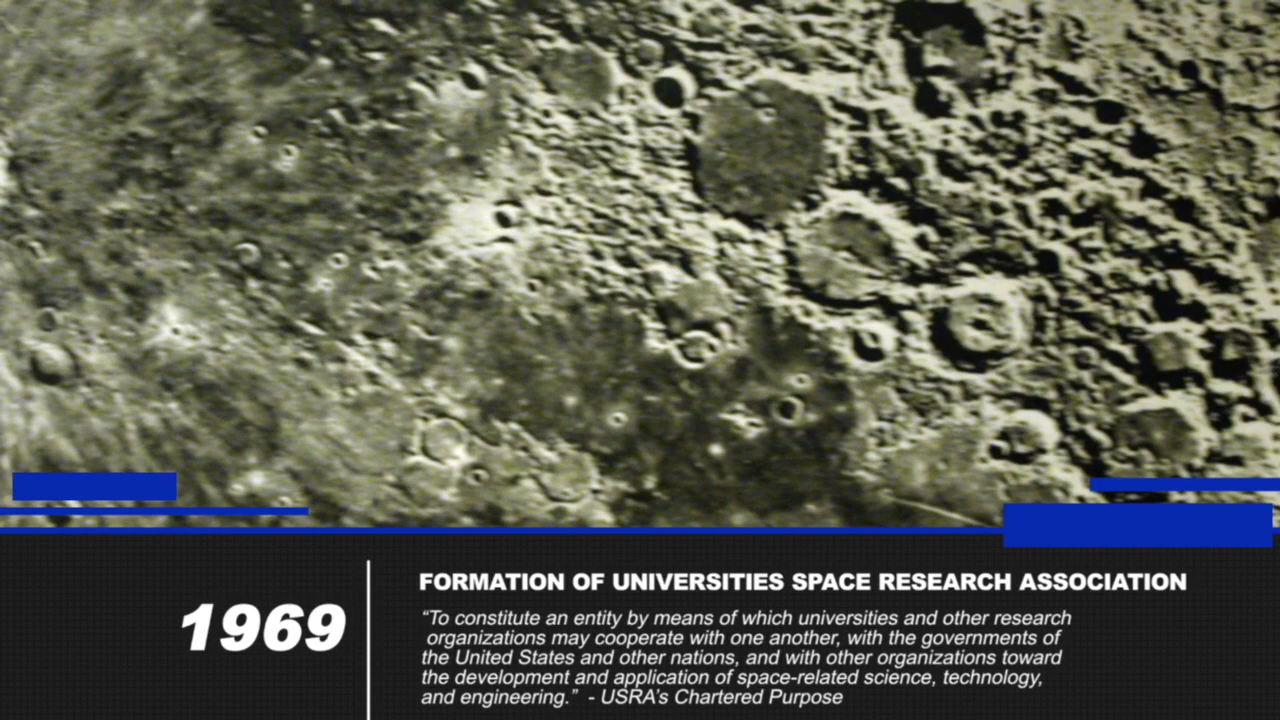 1969
FORMATION OF UNIVERSITIES SPACE RESEARCH ASSOCIATION
“To constitute an entity by means of which universities and other research
organizations may cooperate with one another, with the governments of
the United States and other nations, and with other organizations toward
the development and application of space-related science, technology,
and engineering.” - USRA’s Chartered Purpose